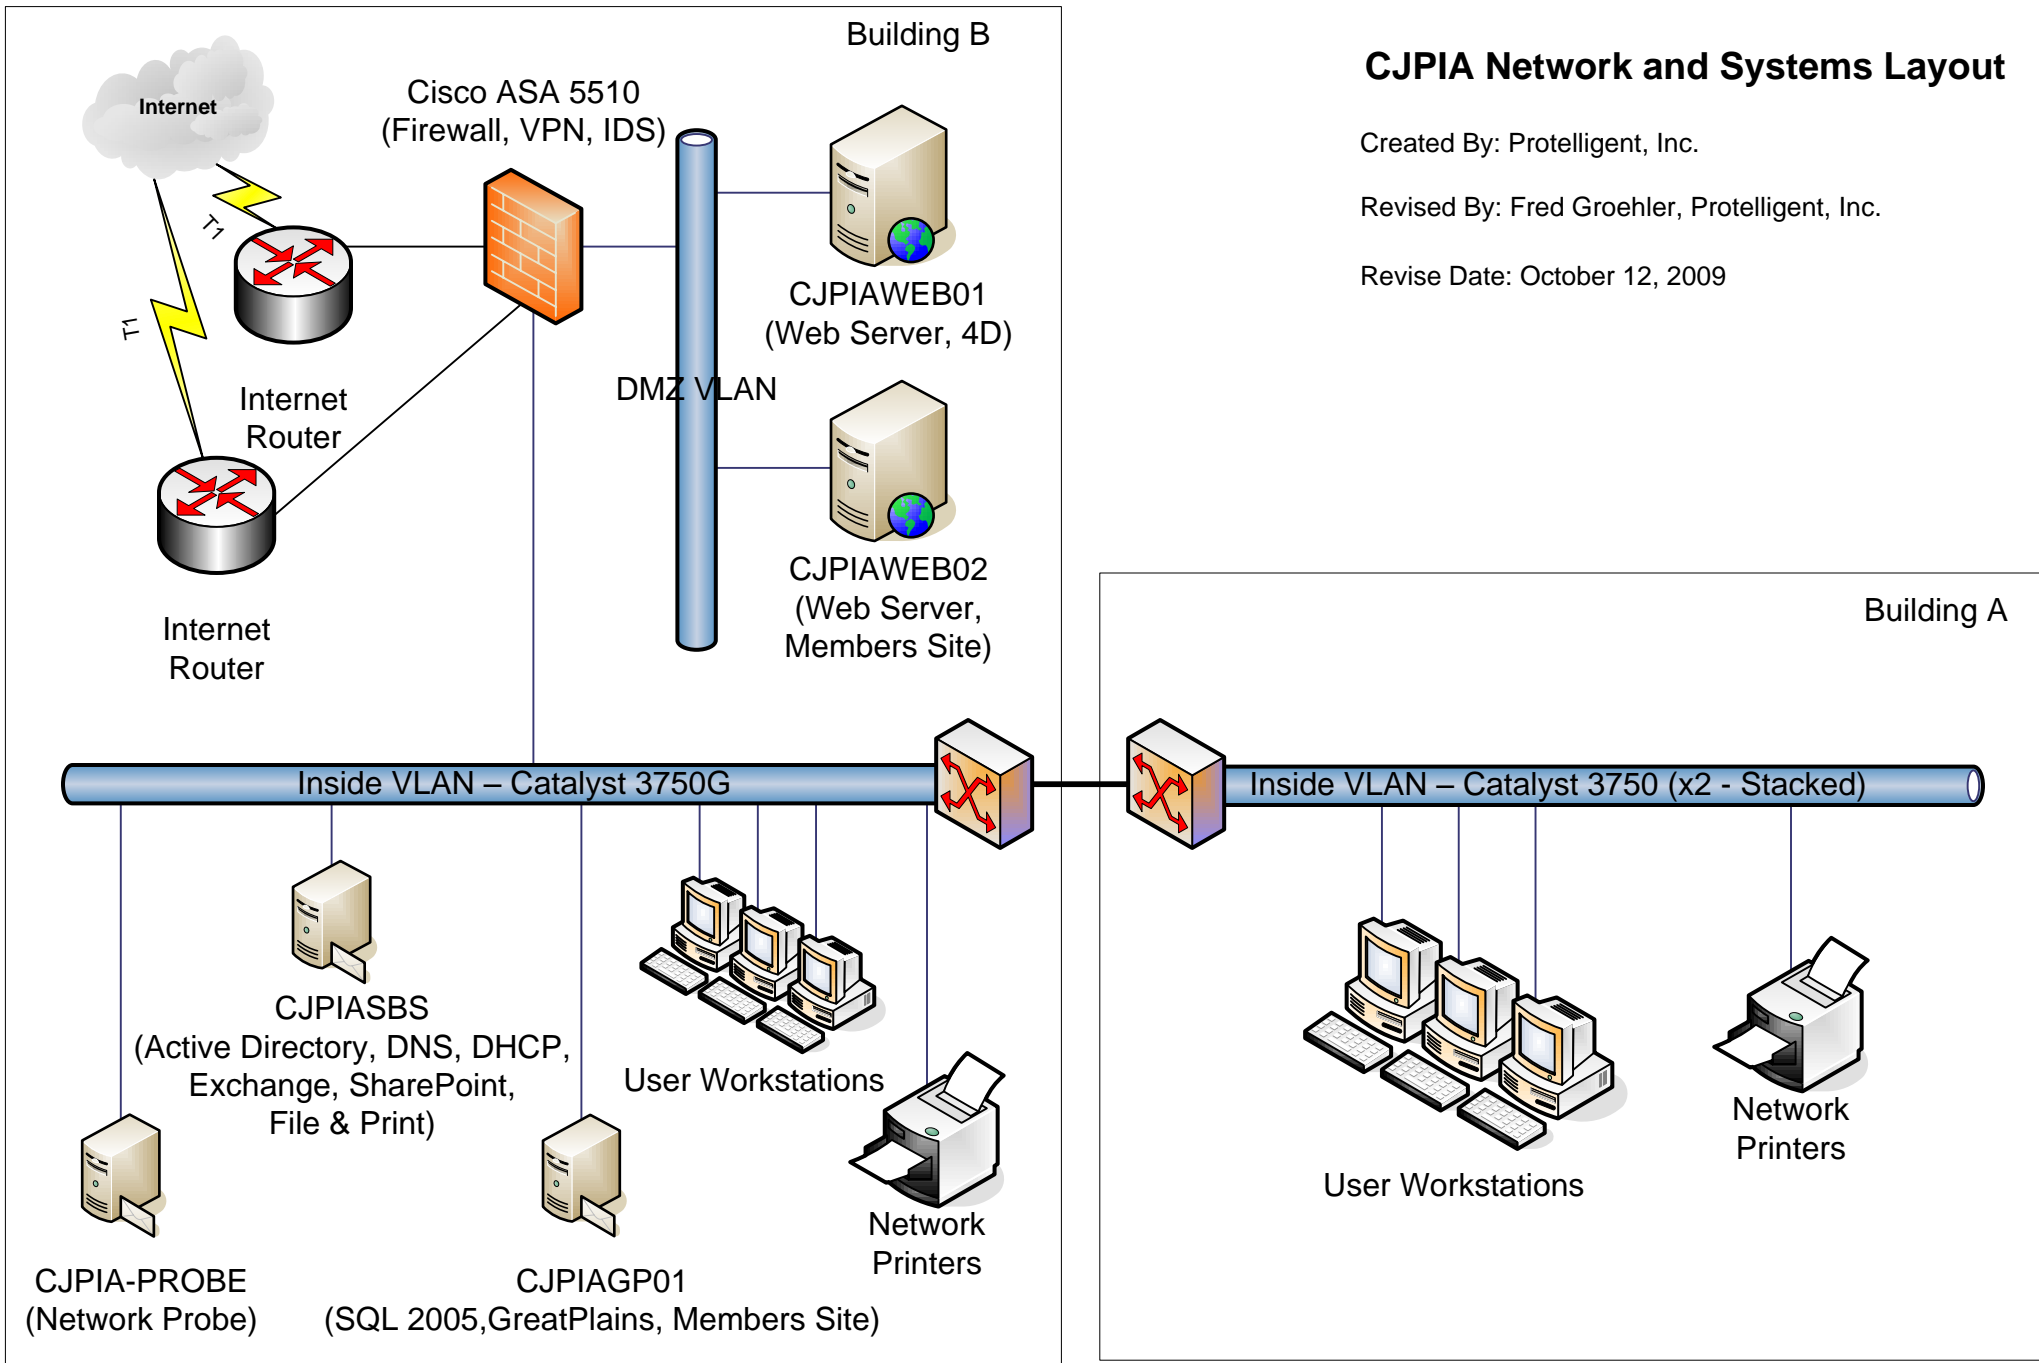 Building B
CJPIA Network and Systems Layout
Created By: Protelligent, Inc.
Revised By: Fred Groehler, Protelligent, Inc.
Revise Date: October 12, 2009
Internet
Cisco ASA 5510
(Firewall, VPN, IDS)
T1
T1
Internet
Router
Internet
Router
DMZ VLAN
CJPIAWEB01
(Web Server, 4D)
CJPIAWEB02
(Web Server,
Members Site)
Building A
Inside VLAN – Catalyst 3750G
Inside VLAN – Catalyst 3750 (x2 - Stacked)
CJPIASBS
(Active Directory, DNS, DHCP,
Exchange, SharePoint,
File & Print)
User Workstations
Network
Printers
CJPIA-PROBE
(Network Probe)
CJPIAGP01
(SQL 2005,GreatPlains, Members Site)
User Workstations
Network
Printers